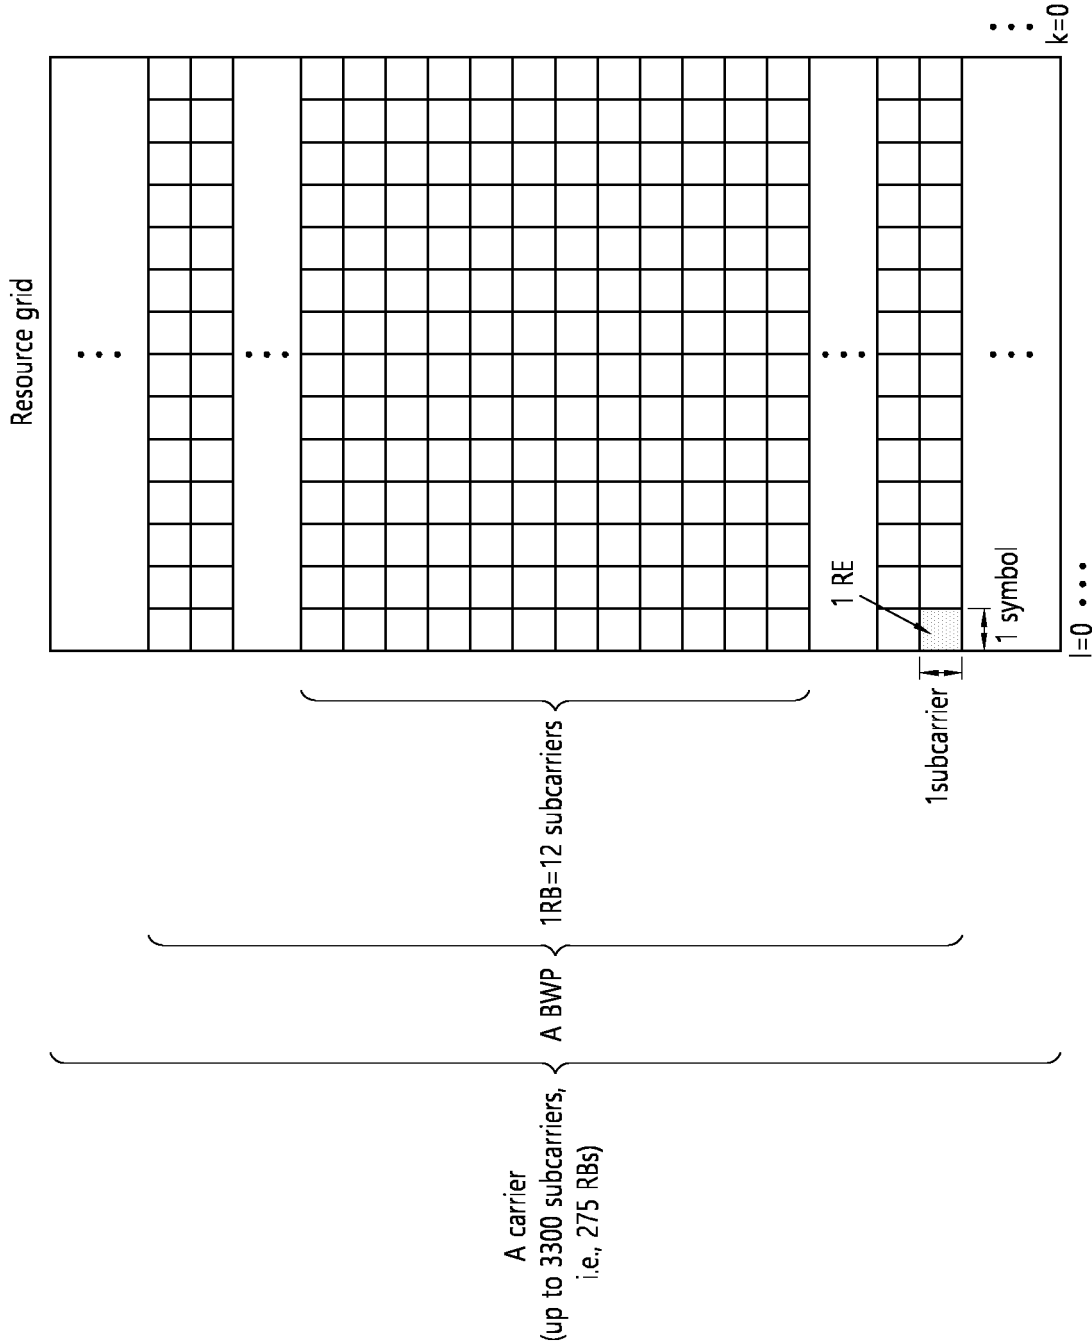 Resource grid
A carrier
(up to 3300 subcarriers,
i.e., 275 RBs)
A BWP
1RB=12 subcarriers
1 RE
1subcarrier
1 symbol
k=0
l=0